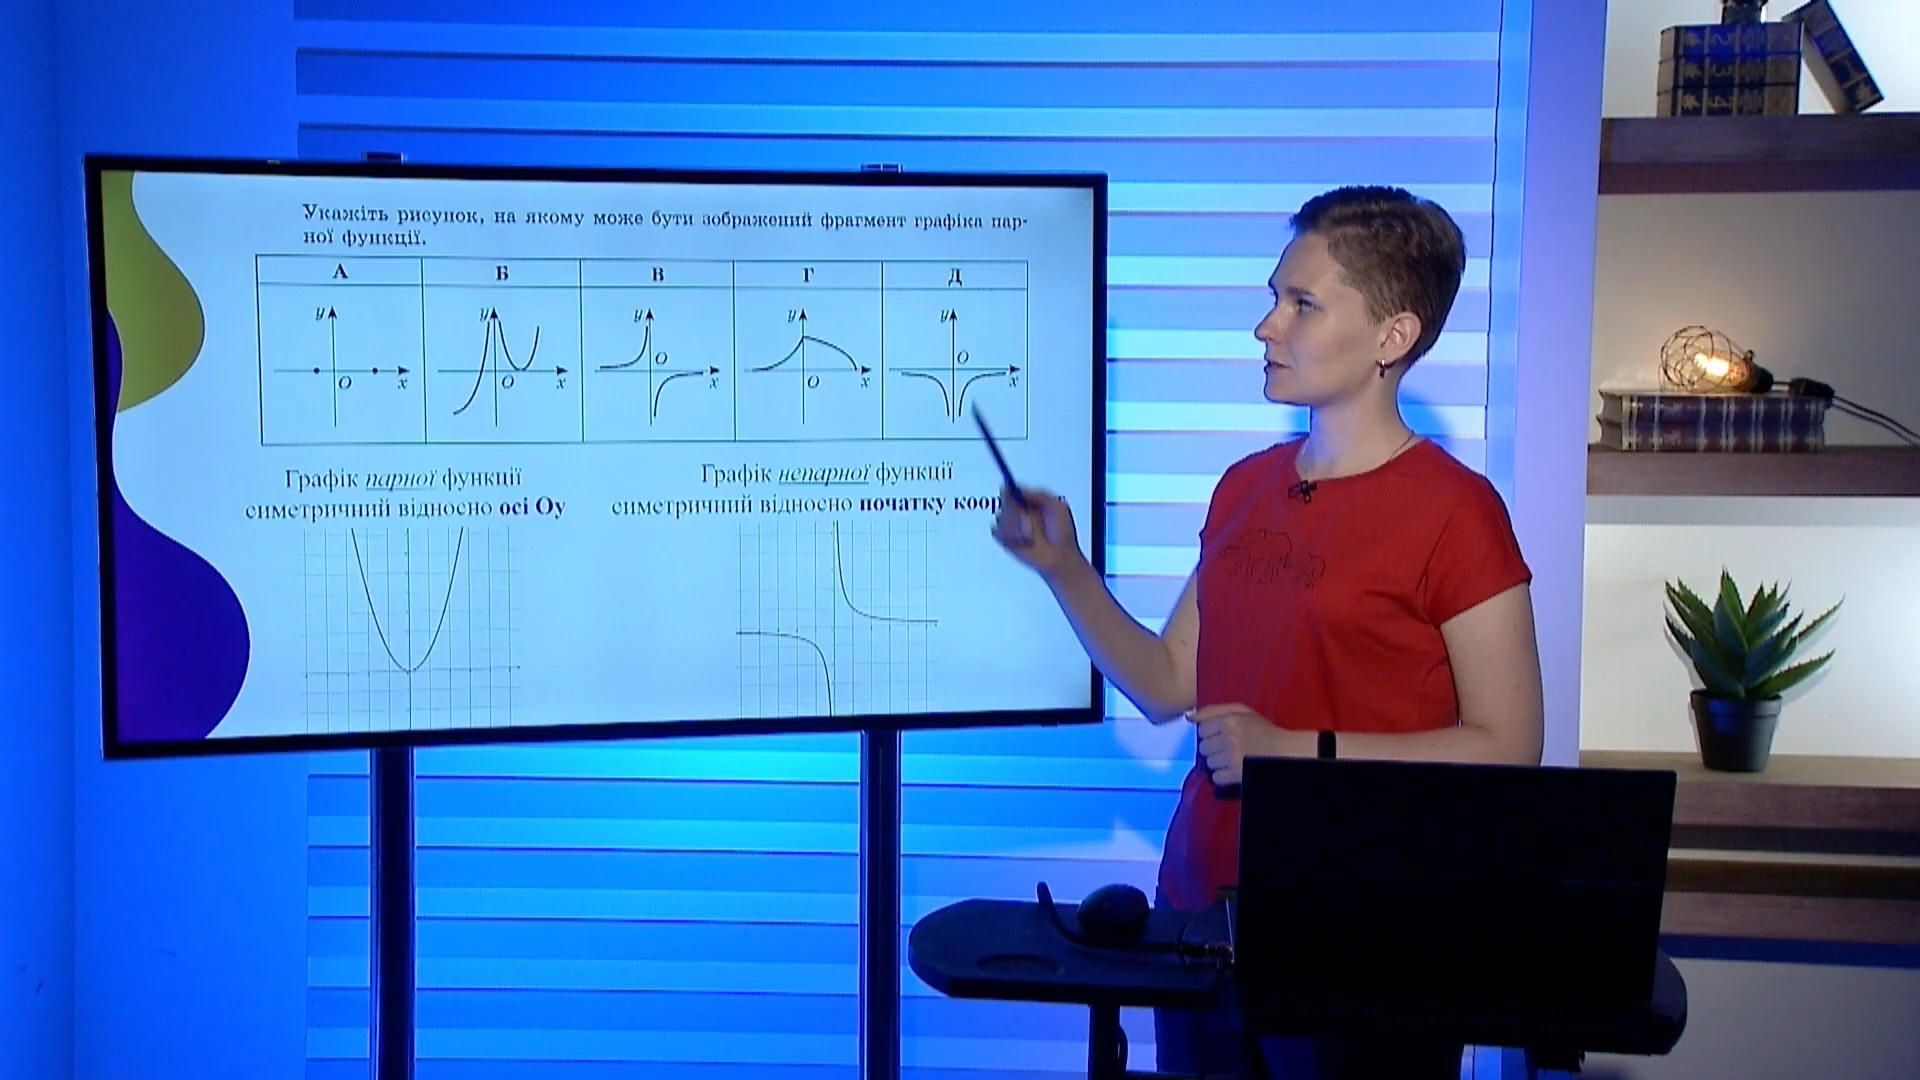 Укажіть рисунок, на якому може бути зображений фрагмент графіка пар-
ної функції.
А Б В Г Д
y y y y y
O O
O x O x x O x x
Графік парної функції
симетричний відносно осі Оу
Графік непарної функції
симетричний відносно початку